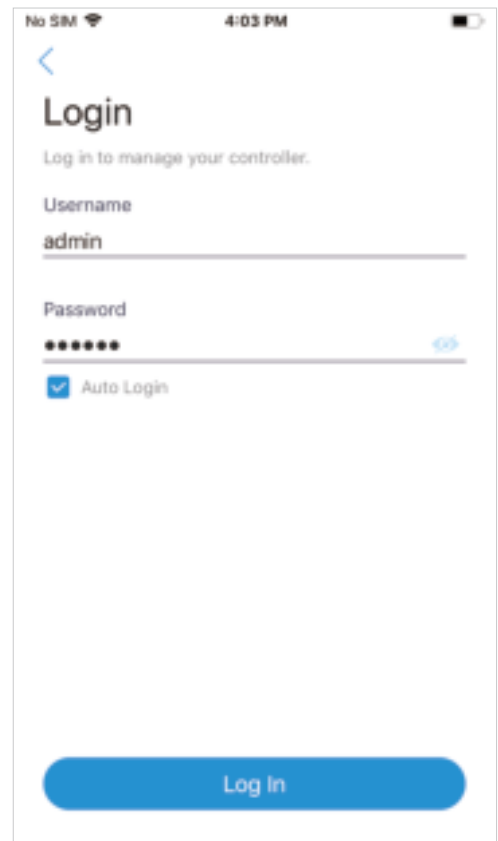 No SIM 4:03 PM
Login
Log in to manage your controller.
Username
admin
Password
••••••
Auto Login
Log In